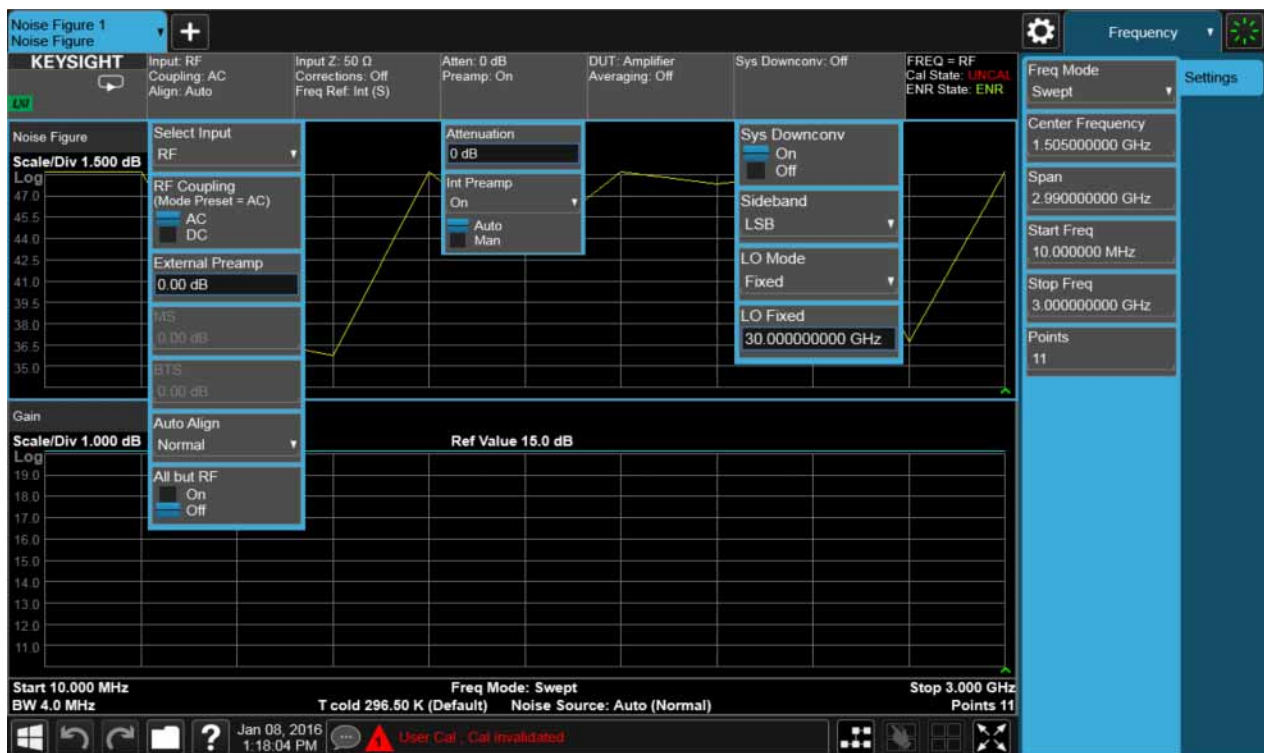 Noise Figure 1
Noise Figure
Frequency
KEYSIGHT
LXI
Input: RF
Coupling: AC
Align: Auto
Input Z: 50 Ω
Corrections: Off
Freq Ref: Int (S)
Atten: 0 dB
Preamp: On
DUT: Amplifier
Averaging: Off
Sys Downconv: Off
FREQ = RF
Cal State: UNCAL
ENR State: ENR
Freq Mode
Swept
Settings
Center Frequency
1.505000000 GHz
Span
2.990000000 GHz
Start Freq
10.000000 MHz
Stop Freq
3.000000000 GHz
Points
11
Noise Figure
Scale/Div 1.500 dB
Log
47.0
45.5
44.0
42.5
41.0
39.5
38.0
36.5
35.0
Select Input
RF
RF Coupling
(Mode Preset = AC)
AC
DC
External Preamp
0.00 dB
MS
0.00 dB
BTS
0.00 dB
Auto Align
Normal
All but RF
On
Off
Attenuation
0 dB
Int Preamp
On
Auto
Man
Sys Downconv
On
Off
Sideband
LSB
LO Mode
Fixed
LO Fixed
30.000000000 GHz
Gain
Scale/Div 1.000 dB
Ref Value 15.0 dB
Log
19.0
18.0
17.0
16.0
15.0
14.0
13.0
12.0
11.0
Start 10.000 MHz
Freq Mode: Swept
Stop 3.000 GHz
BW 4.0 MHz
T cold 296.50 K (Default)
Noise Source: Auto (Normal)
Points 11
?
Jan 08, 2016
1:18:04 PM
1
User Cal ; Cal invalidated